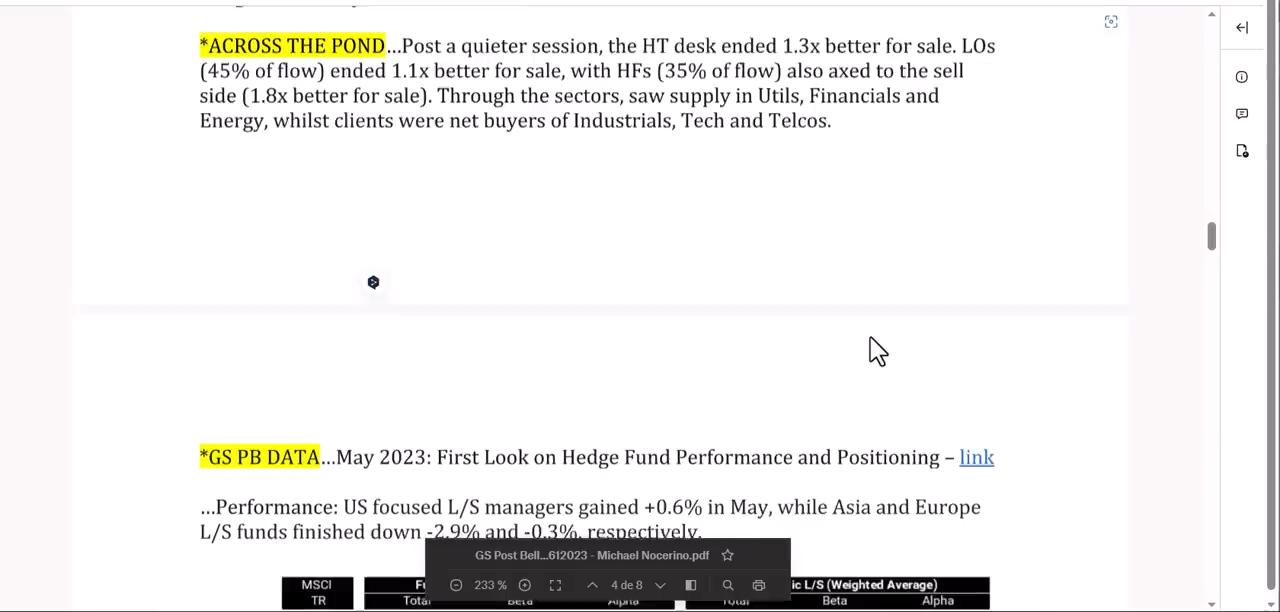 *ACROSS THE POND...Post a quieter session, the HT desk ended 1.3x better for sale. LOs
(45% of flow) ended 1.1x better for sale, with HFs (35% of flow) also axed to the sell
side (1.8x better for sale). Through the sectors, saw supply in Utils, Financials and
Energy, whilst clients were net buyers of Industrials, Tech and Telcos.
*GS PB DATA...May 2023: First Look on Hedge Fund Performance and Positioning – link
...Performance: US focused L/S managers gained +0.6% in May, while Asia and Europe
L/S funds finished down -2.9% and -0.3%, respectively.
GS Post Bell...612023 - Michael Nocerino.pdf
233 % 4 de 8
MSCI ic L/S (Weighted Average)
TR Total Beta Alpha Total Beta Alpha